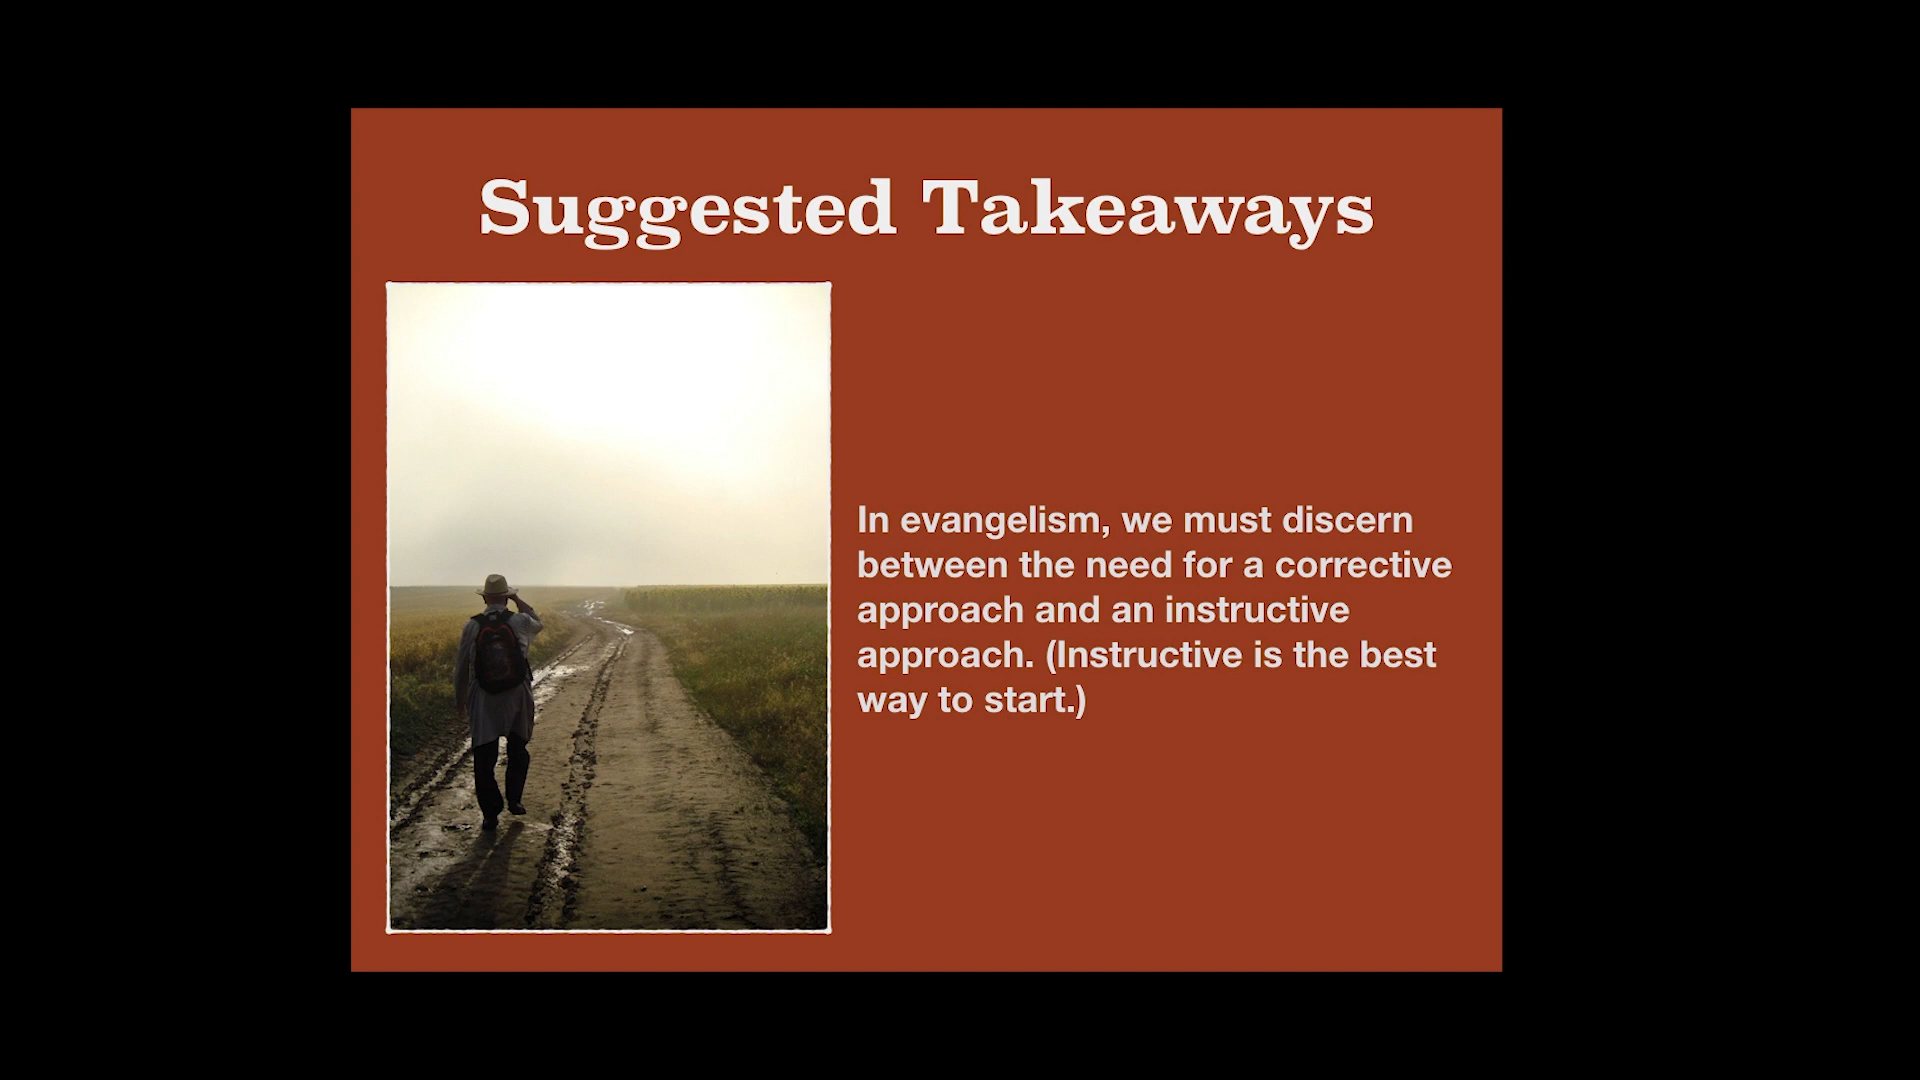 Suggested Takeaways
In evangelism, we must discern
between the need for a corrective
approach and an instructive
approach. (Instructive is the best
way to start.)